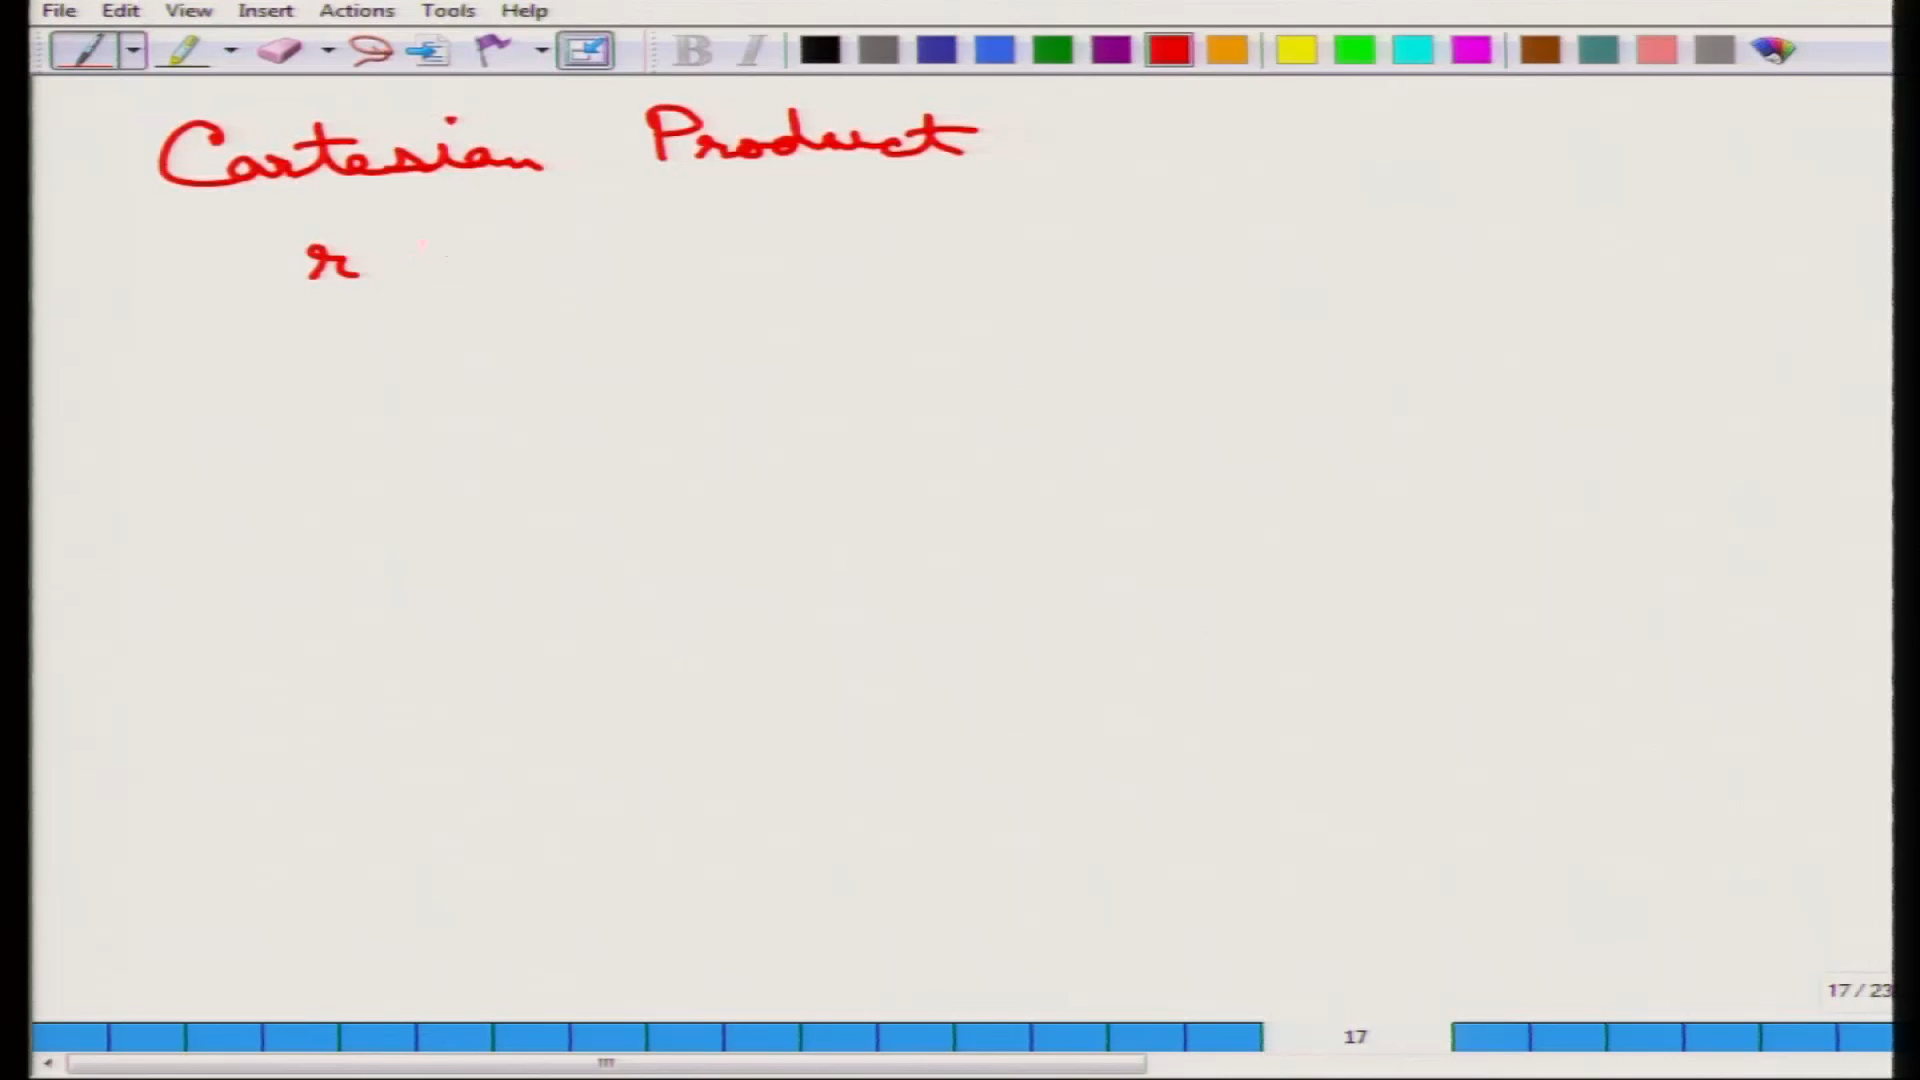 File Edit View Insert Actions Tools Help
B I
Cartesian Product
r
17 / 23
17